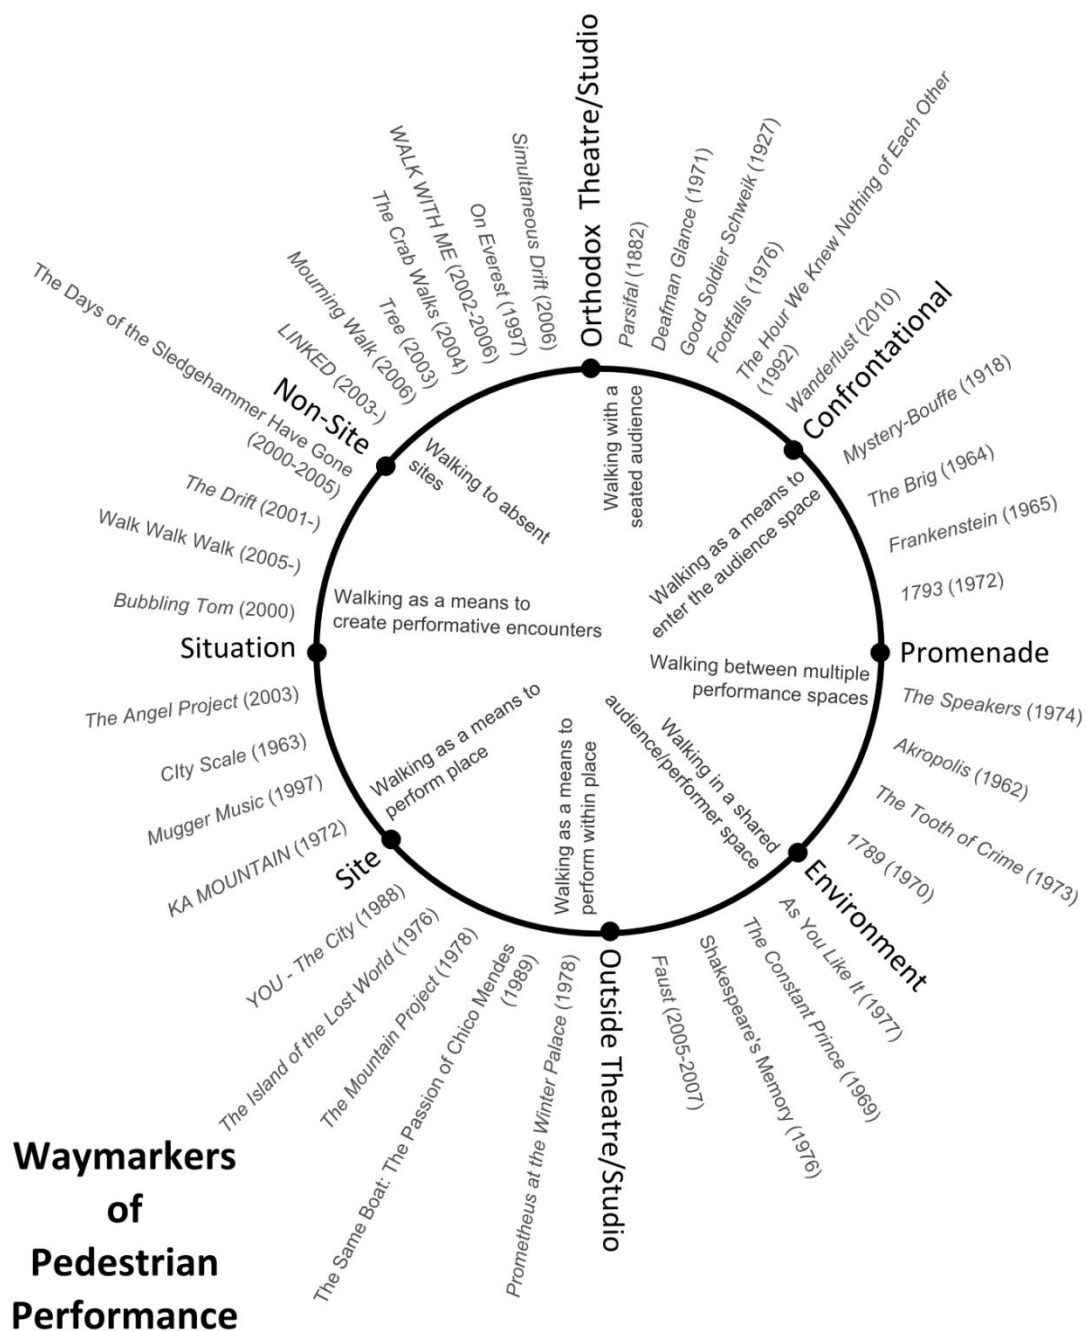 Orthodox Theatre/Studio
Parsifal (1882)
Deafman Glance (1971)
Good Soldier Schweik (1927)
Footfalls (1976)
The Hour We Knew Nothing of Each Other
(1992)
Wanderlust (2010)
Confrontational
Mystery-Bouffe (1918)
The Brig (1964)
Frankenstein (1965)
1793 (1972)
Promenade
The Speakers (1974)
Akropolis (1962)
The Tooth of Crime (1973)
1789 (1970)
Environment
As You Like It (1977)
The Constant Prince (1969)
Shakespeare's Memory (1976)
Faust (2005-2007)
Outside Theatre/Studio
Prometheus at the Winter Palace (1978)
The Same Boat: The Passion of Chico Mendes
(1989)
The Mountain Project (1978)
The Island of the Lost World (1976)
YOU - The City (1988)
Site
KA MOUNTAIN (1972)
Mugger Music (1997)
CIty Scale (1963)
The Angel Project (2003)
Situation
Bubbling Tom (2000)
Walk Walk Walk (2005-)
The Drift (2001-)
The Days of the Sledgehammer Have Gone
(2000-2005)
Non-Site
LINKED (2003-)
Mourning Walk (2006)
Tree (2003)
The Crab Walks (2004)
WALK WITH ME (2002-2006)
On Everest (1997)
Simultaneous Drift (2006)
Walking with a
seated audience
Walking as a means to
enter the audience space
Walking between multiple
performance spaces
Walking in a shared
audience/performer space
Walking as a means to
perform within place
Walking as a means to
perform place
Walking as a means to
create performative encounters
Walking to absent
sites
Waymarkers
of
Pedestrian
Performance